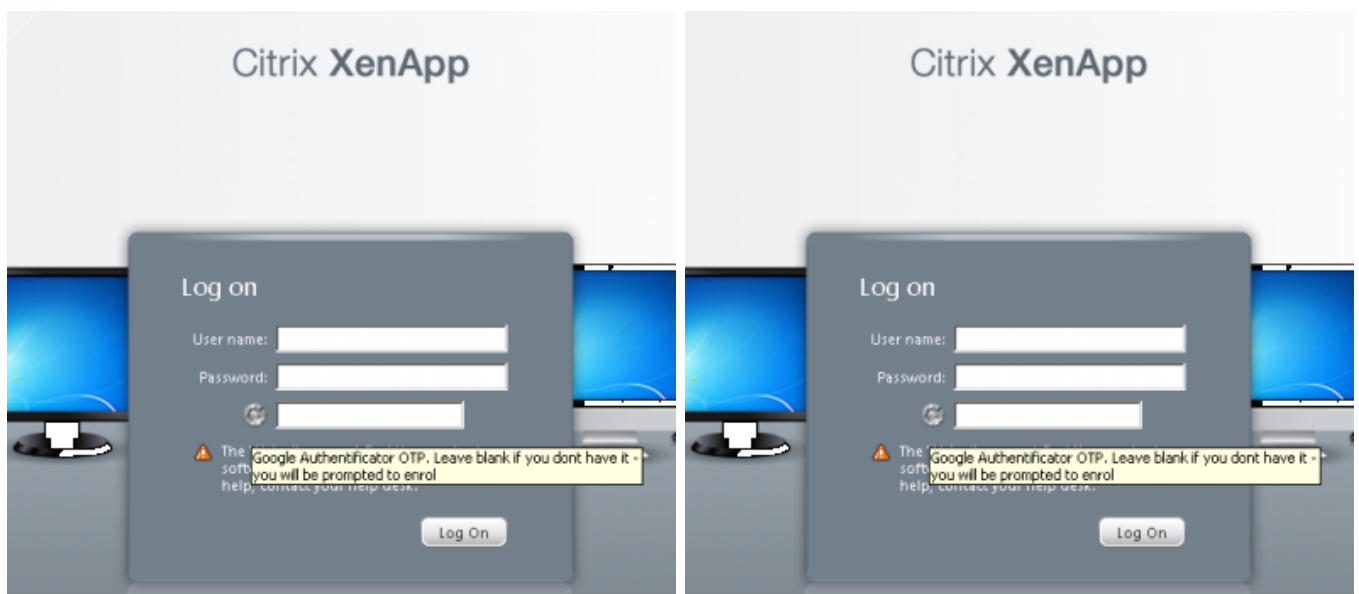 Citrix XenApp
Log on
User name:
Password:
The
Google Authentificator OTP. Leave blank if you dont have it -
soft
you will be prompted to enrol
help, contact your help desk.
Log On
Citrix XenApp
Log on
User name:
Password:
The
Google Authentificator OTP. Leave blank if you dont have it -
soft
you will be prompted to enrol
help, contact your help desk.
Log On